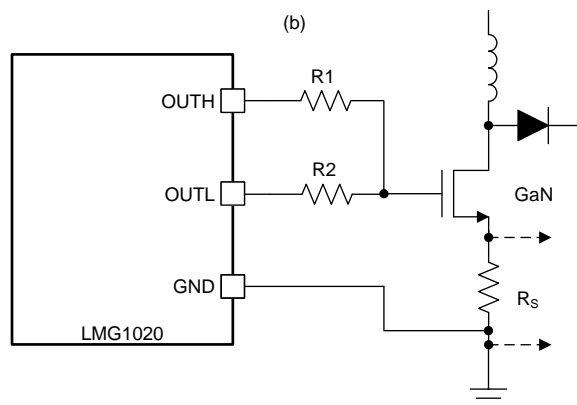 (b)
R1
OUTH
R2
OUTL
GaN
GND
RS
LMG1020